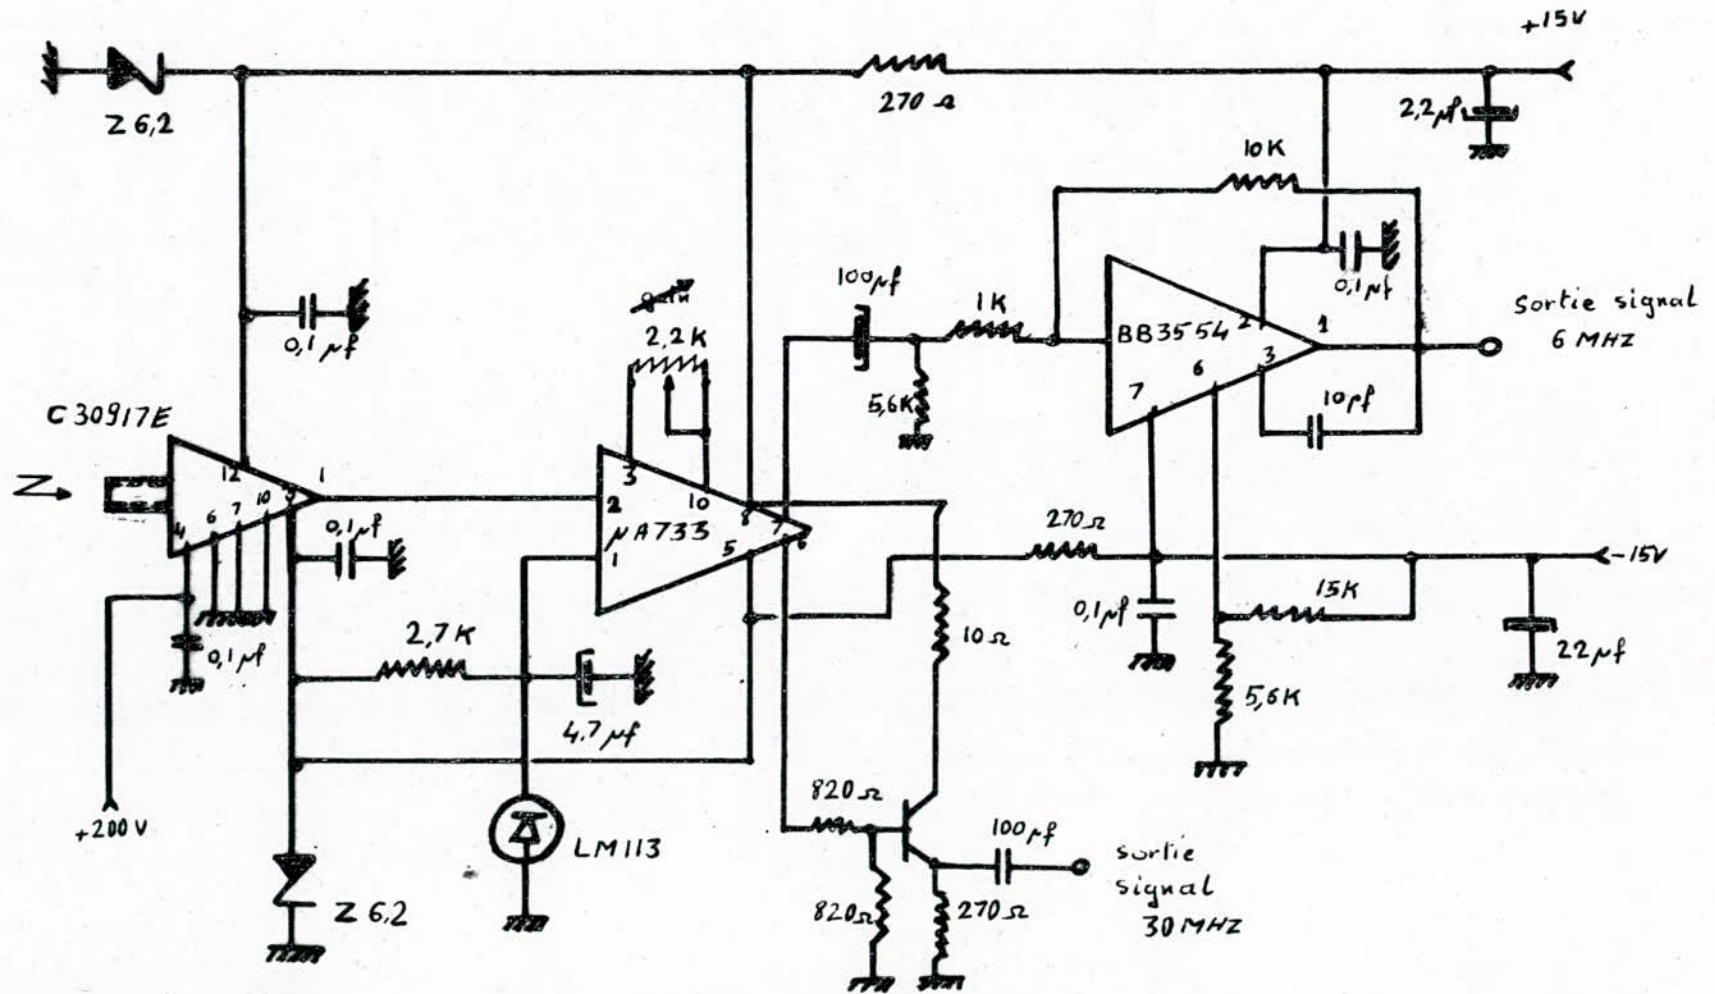 +15V
Z 6,2
270 Ω
2,2 µf
10K
100 µf
1K
0,1 µf
sortie signal
6 MHZ
2,2K
0,1 µf
BB3554
2
1
3
6
7
5,6K
10 pf
C 30917E
12
1
9
10
7
6
4
0,1 µf
3
10
2
µA733
8
7
6
5
1
270 Ω
-15V
15K
0,1 µf
10 Ω
22 µf
5,6K
0,1 µf
2,7K
4.7 µf
+200V
820 Ω
100 µf
LM113
sortie
signal
30 MHZ
Z 6,2
820 Ω
270 Ω